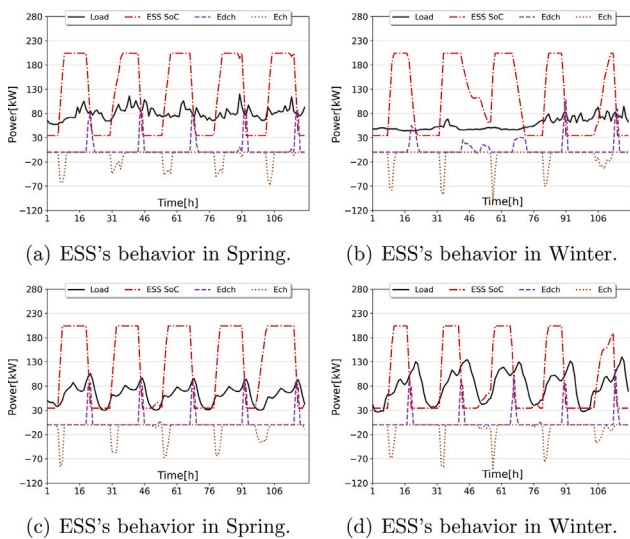 Load ESS SoC Edch Ech
Load ESS SoC Edch Ech
280
230
180
130
80
30
−20
−70
−120
Power[kW]
Time[h]
1 16 31 46 61 76 91 106
280
230
180
130
80
30
−20
−70
−120
Power[kW]
Time[h]
1 16 31 46 61 76 91 106
(a) ESS's behavior in Spring.
(b) ESS's behavior in Winter.
Load ESS SoC Edch Ech
Load ESS SoC Edch Ech
280
230
180
130
80
30
−20
−70
−120
Power[kW]
Time[h]
1 16 31 46 61 76 91 106
280
230
180
130
80
30
−20
−70
−120
Power[kW]
Time[h]
1 16 31 46 61 76 91 106
(c) ESS's behavior in Spring.
(d) ESS's behavior in Winter.